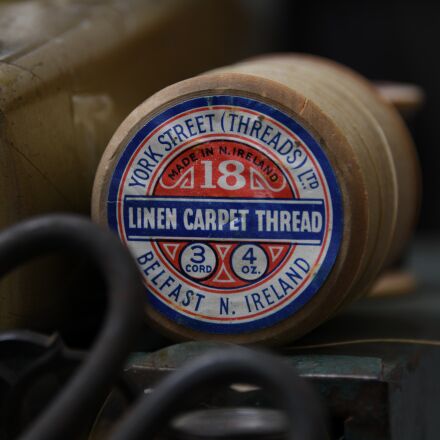 YORK STREET (THREADS) LTD
MADE IN N. IRELAND
18
LINEN CARPET THREAD
3 CORD
4 OZ.
BELFAST N. IRELAND